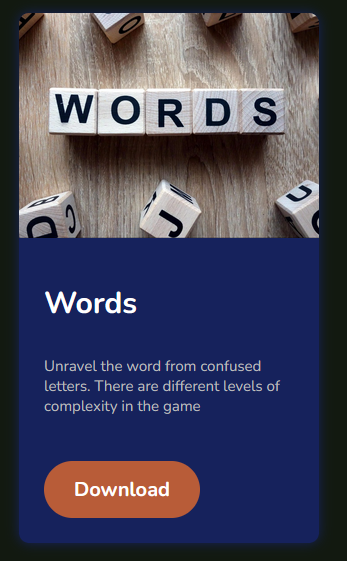 WORDS
Words
Unravel the word from confused
letters. There are different levels of
complexity in the game
Download